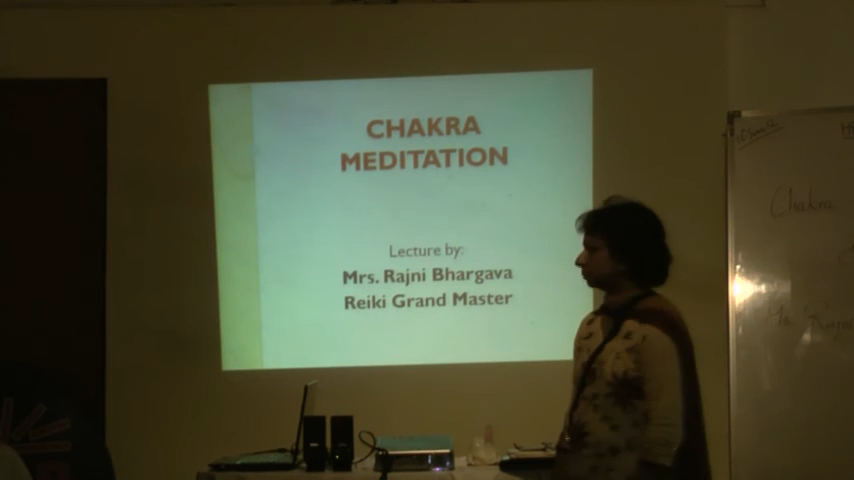 CHAKRA
MEDITATION
Lecture by:
Mrs. Rajni Bhargava
Reiki Grand Master
Chakra